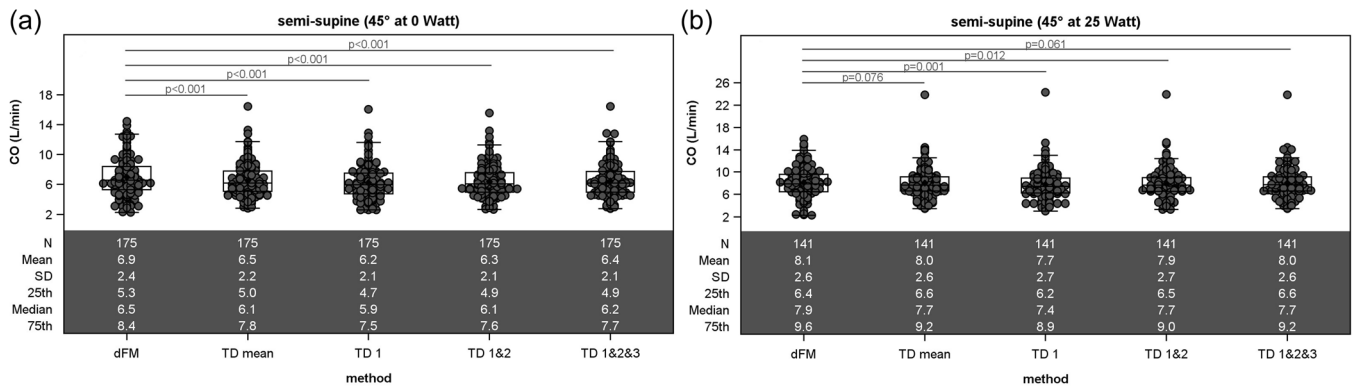 (a)
semi-supine (45° at 0 Watt)
p<0.001
p<0.001
p<0.001
p<0.001
CO (L/min)
18
14
10
6
2
N 175 175 175 175 175
Mean 6.9 6.5 6.2 6.3 6.4
SD 2.4 2.2 2.1 2.1 2.1
25th 5.3 5.0 4.7 4.9 4.9
Median 6.5 6.1 5.9 6.1 6.2
75th 8.4 7.8 7.5 7.6 7.7
dFM TD mean TD 1 TD 1&2 TD 1&2&3
method
(b)
semi-supine (45° at 25 Watt)
p=0.061
p=0.012
p=0.001
p=0.076
CO (L/min)
26
22
18
14
10
6
2
N 141 141 141 141 141
Mean 8.1 8.0 7.7 7.9 8.0
SD 2.6 2.6 2.7 2.7 2.6
25th 6.4 6.6 6.2 6.5 6.6
Median 7.9 7.7 7.4 7.7 7.7
75th 9.6 9.2 8.9 9.0 9.2
dFM TD mean TD 1 TD 1&2 TD 1&2&3
method